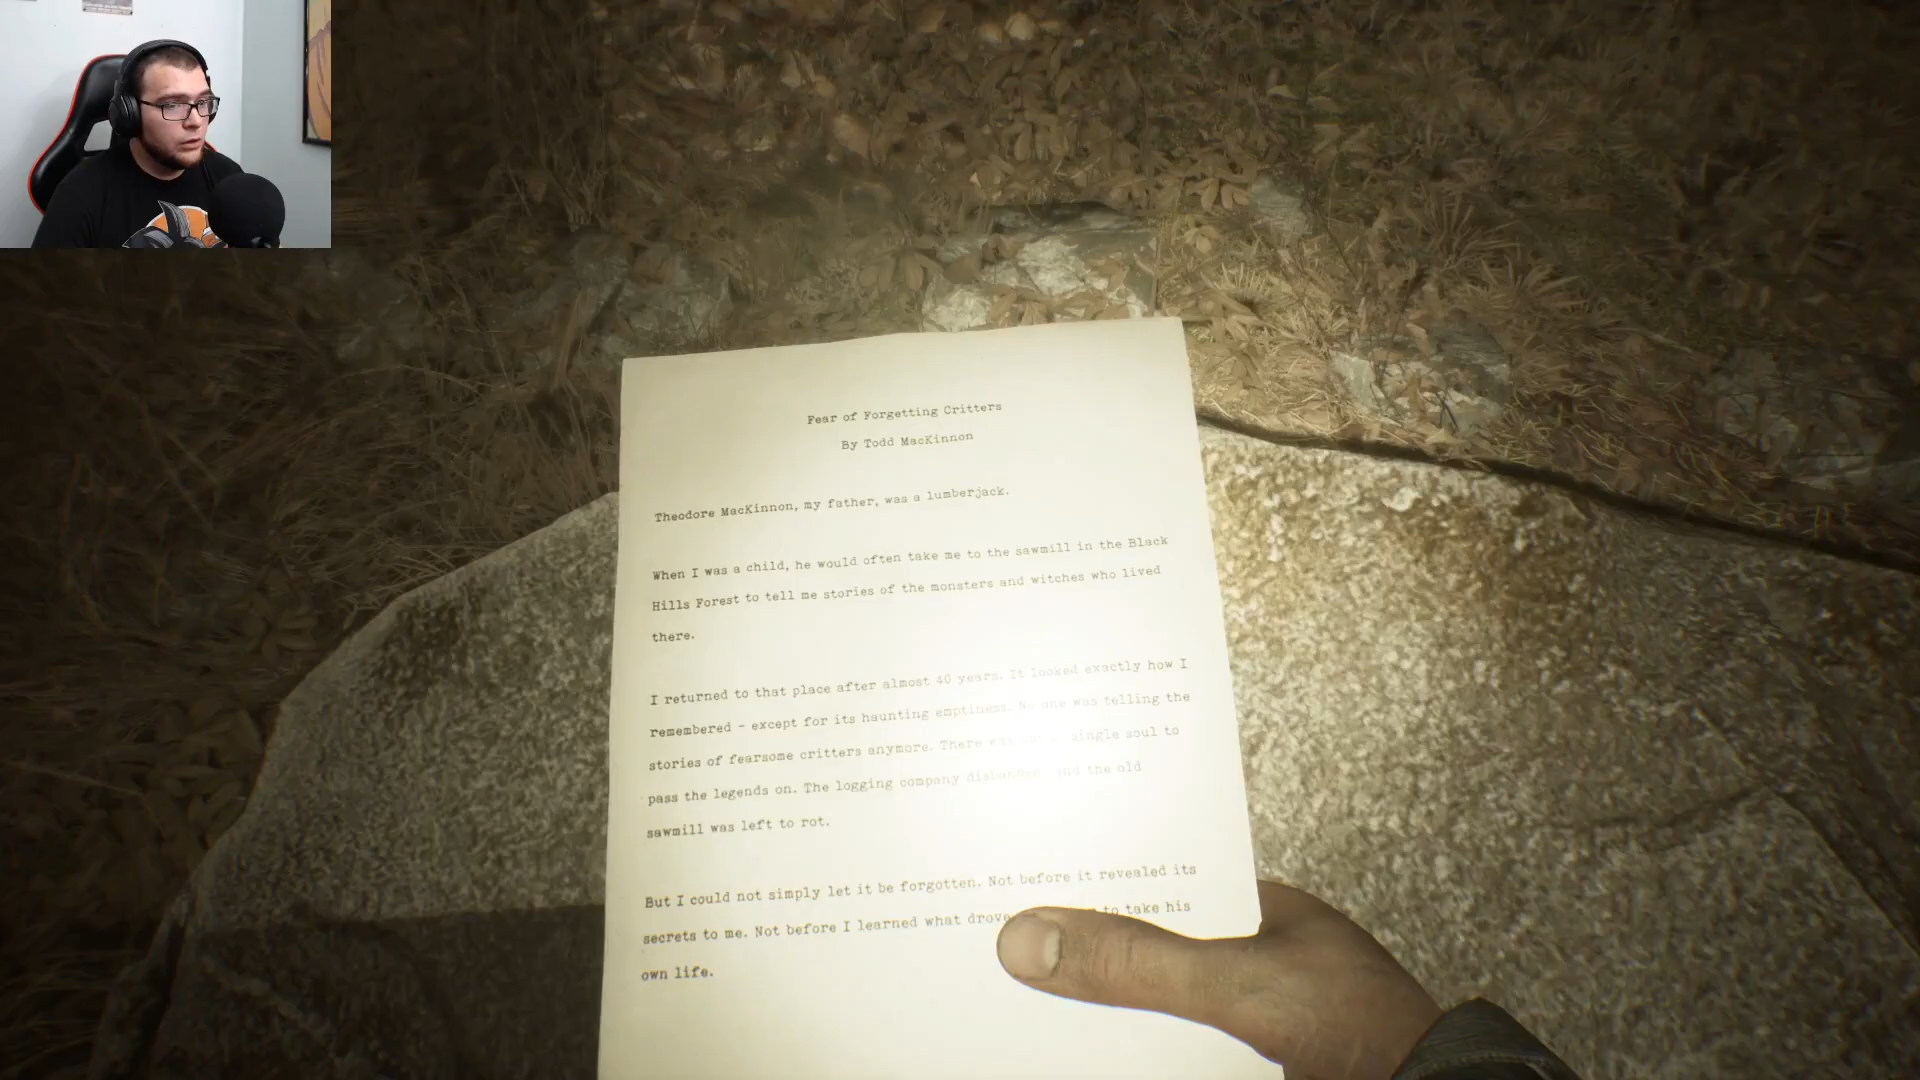 Fear of Forgetting Critters
By Todd MacKinnon
Theodore MacKinnon, my father, was a lumberjack.
When I was a child, he would often take me to the sawmill in the Black
Hills Forest to tell me stories of the monsters and witches who lived
there.
I returned to that place after almost 40 years. It looked exactly how I
remembered - except for its haunting emptiness. No one was telling the
stories of fearsome critters anymore. There was single soul to
pass the legends on. The logging company disbanded and the old
sawmill was left to rot.
But I could not simply let it be forgotten. Not before it revealed its
secrets to me. Not before I learned what drove to take his
own life.